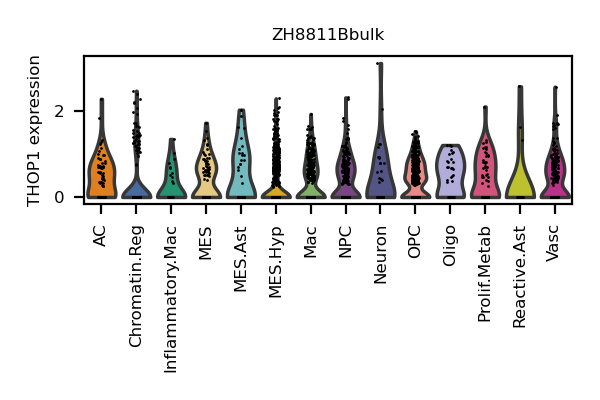 ZH8811Bbulk
THOP1 expression
2
0
AC
Chromatin.Reg
Inflammatory.Mac
MES
MES.Ast
MES.Hyp
Mac
NPC
Neuron
OPC
Oligo
Prolif.Metab
Reactive.Ast
Vasc